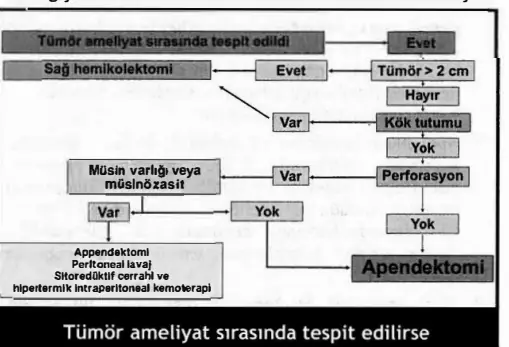 Tümör ameliyat sırasında tespit edildi
Evet
Sağ hemikolektomi
Evet
Tümör > 2 cm
Hayır
Var
Kök tutumu
Yok
Müsin varlığı veya
müsinözasit
Var
Perforasyon
Var
Yok
Yok
Appendektomi
Peritoneal lavaj
Sitoredüktif cerrahi ve
hipertermik intraperitoneal kemoterapi
Apendektomi
Tümör ameliyat sırasında tespit edilirse